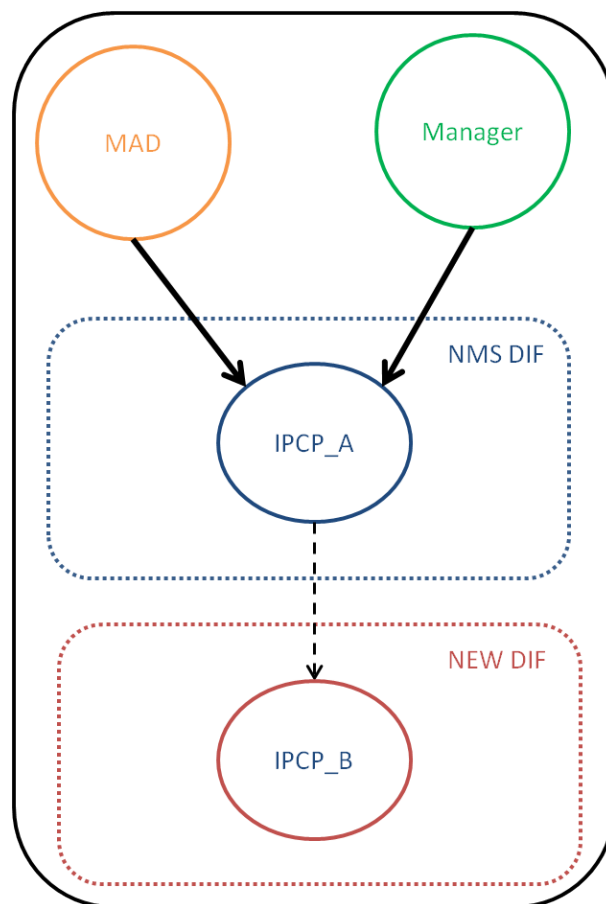 MAD
Manager
NMS DIF
IPCP_A
NEW DIF
IPCP_B